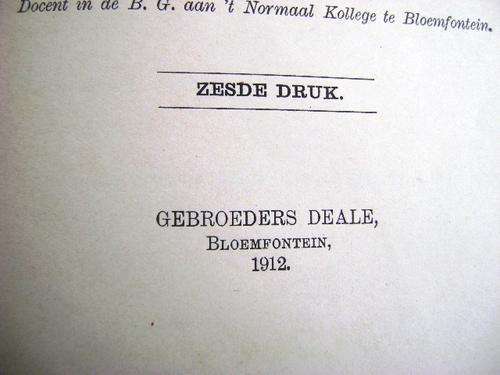 Docent in de B. G. aan 't Normaal Kollege te Bloemfontein.
ZESDE DRUK.
GEBROEDERS DEALE,
BLOEMFONTEIN,
1912.